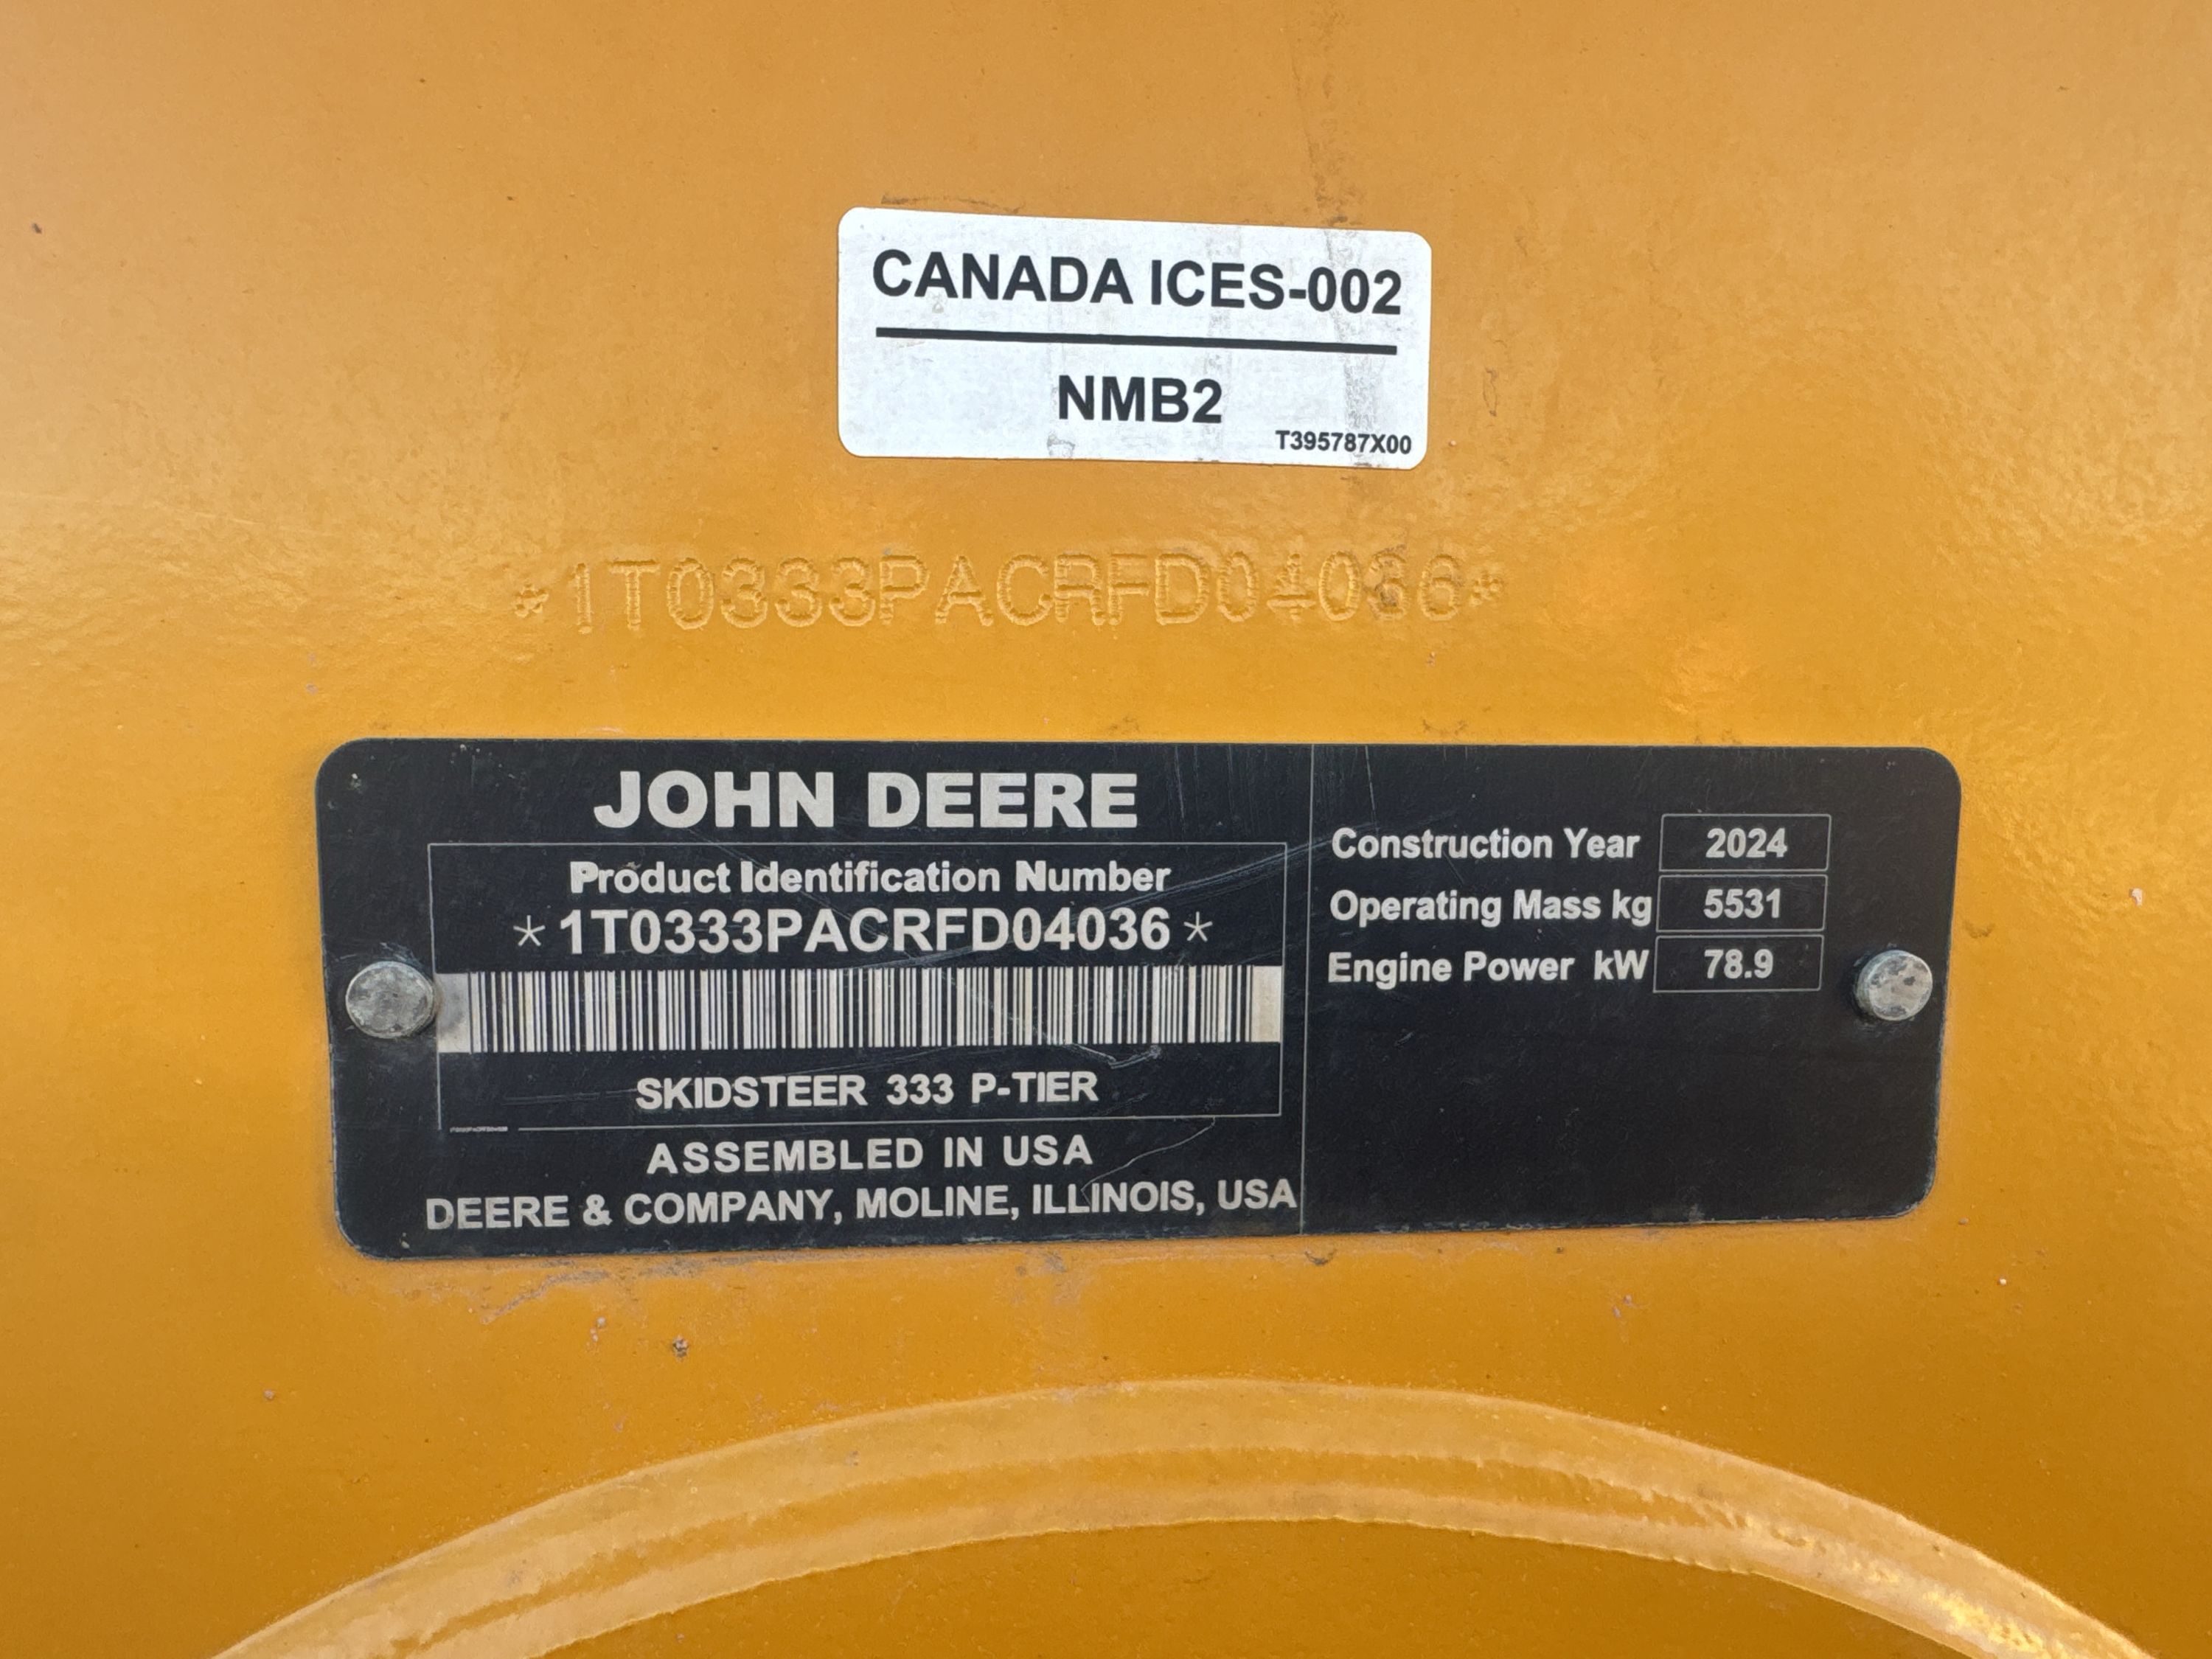 CANADA ICES-002
NMB2
T395787X00
*1T0333PACRFD04036*
JOHN DEERE
Product Identification Number
*1T0333PACRFD04036*
SKIDSTEER 333 P-TIER
ASSEMBLED IN USA
DEERE & COMPANY, MOLINE, ILLINOIS, USA
Construction Year 2024
Operating Mass kg 5531
Engine Power kW 78.9